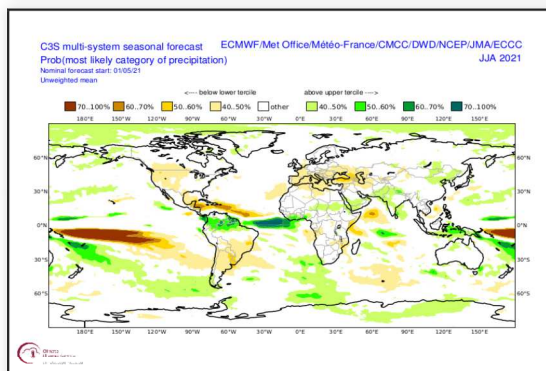 C3S multi-system seasonal forecast ECMWF/Met Office/Météo-France/CMCC/DWD/NCEP/JMA/ECCC
Prob(most likely category of precipitation) JJA 2021
Nominal forecast start: 01/05/21
Unweighted mean
<---- below lower tercile above upper tercile ---->
70..100% 60..70% 50..60% 40..50% other 40..50% 50..60% 60..70% 70..100%
180°E 150°W 120°W 90°W 60°W 30°W 0°E 30°E 60°E 90°E 120°E 150°E
60°N 60°N
30°N 30°N
0°N 0°N
30°S 30°S
60°S 60°S
180°E 150°W 120°W 90°W 60°W 30°W 0°E 30°E 60°E 90°E 120°E 150°E